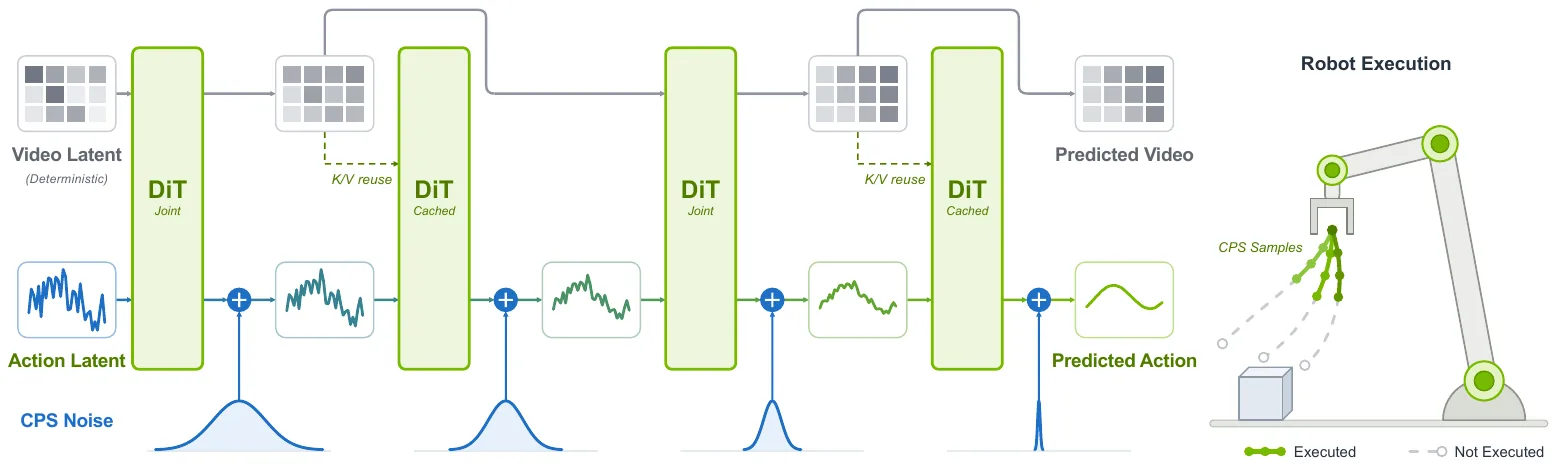 Robot Execution
Video Latent
(Deterministic)
DiT
Joint
K/V reuse
DiT
Cached
DiT
Joint
K/V reuse
DiT
Cached
Predicted Video
CPS Samples
Action Latent
Predicted Action
CPS Noise
Executed
Not Executed